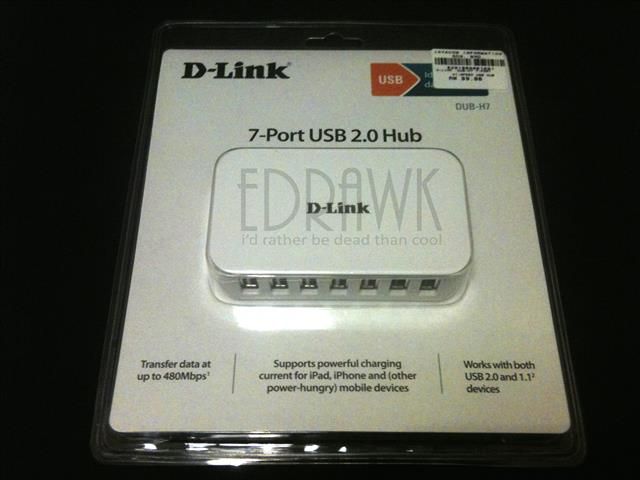 D-Link
USB
DUB-H7
7-Port USB 2.0 Hub
EDRAWK
D-Link
i'd rather be dead than cool
Transfer data at
up to 480Mbps¹
Supports powerful charging
current for iPad, iPhone and (other
power-hungry) mobile devices
Works with both
USB 2.0 and 1.1²
devices